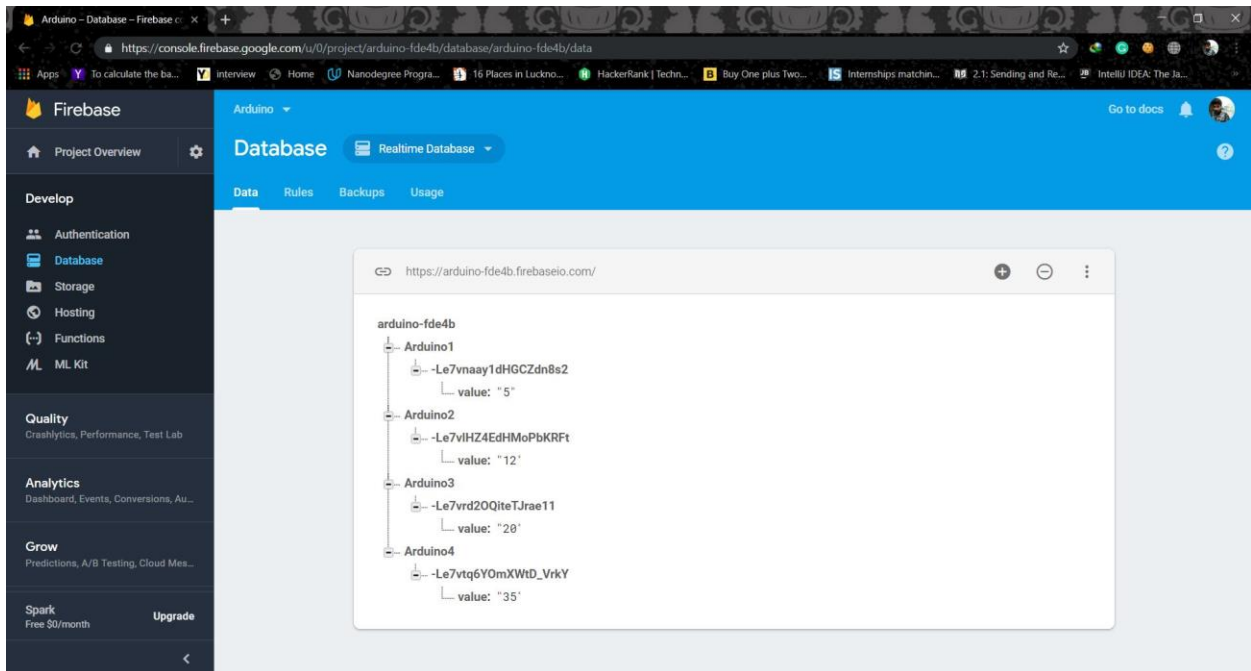 Arduino – Database – Firebase co
https://console.firebase.google.com/u/0/project/arduino-fde4b/database/arduino-fde4b/data
Apps Y To calculate the ba... Y interview Home Nanodegree Progra... 16 Places in Luckno... HackerRank | Techn... B Buy One plus Two... IS Internships matchin... 2.1: Sending and Re... IntelliJ IDEA: The Ja...
Firebase
Arduino
Go to docs
Project Overview
Database
Realtime Database
?
Develop
Data Rules Backups Usage
Authentication
Database
Storage
Hosting
Functions
ML Kit
https://arduino-fde4b.firebaseio.com/
arduino-fde4b
Arduino1
-Le7vnaay1dHGCZdn8s2
value: "5"
Arduino2
-Le7vlHZ4EdHMoPbKRFt
value: "12'
Arduino3
-Le7vrd2OQiteTJrae11
value: "20'
Arduino4
-Le7vtq6YOmXWtD_VrkY
value: "35'
Quality
Crashlytics, Performance, Test Lab
Analytics
Dashboard, Events, Conversions, Au...
Grow
Predictions, A/B Testing, Cloud Mes...
Spark
Free $0/month
Upgrade